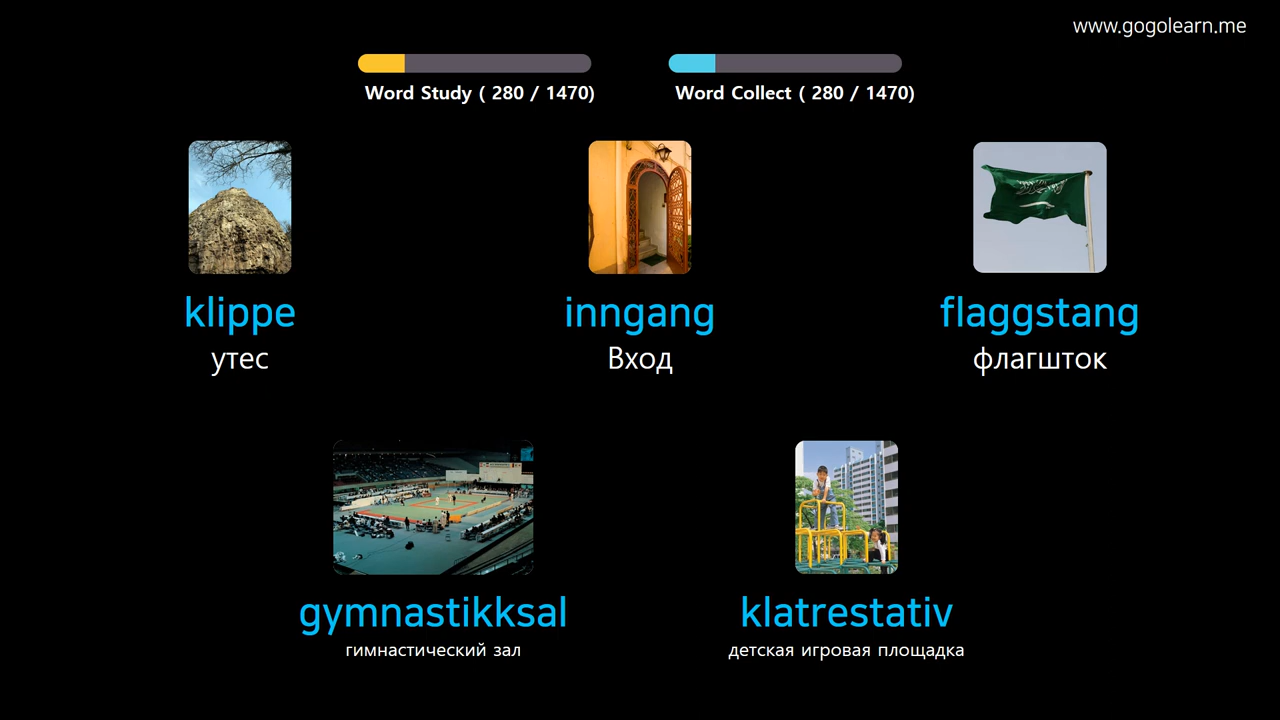 www.gogolearn.me
Word Study ( 280 / 1470)
Word Collect ( 280 / 1470)
klippe
утес
inngang
Вход
flaggstang
флагшток
gymnastikksal
гимнастический зал
klatrestativ
детская игровая площадка